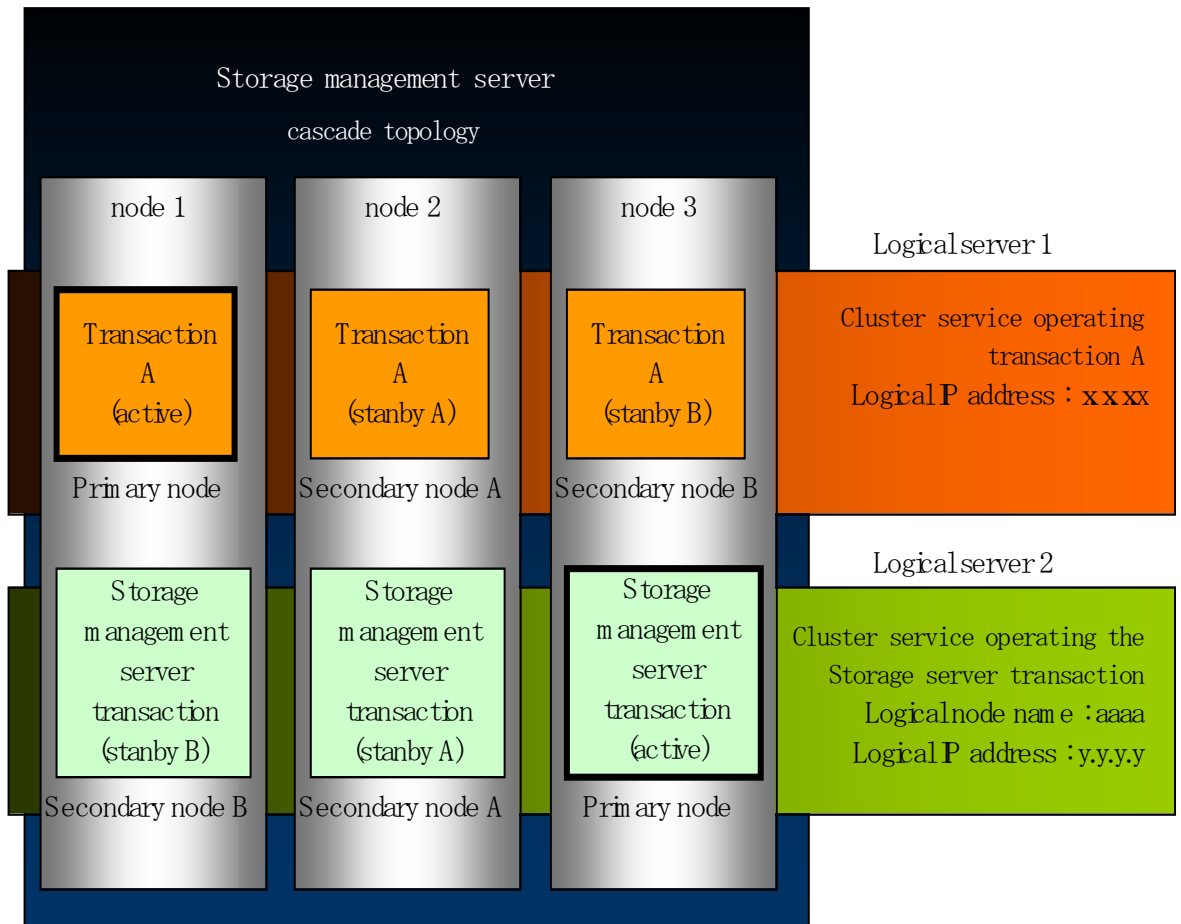 Storage management server
cascade topology
node 1
node 2
node 3
Logical server 1
Transaction
A
(active)
Transaction
A
(stanby A)
Transaction
A
(stanby B)
Cluster service operating
transaction A
Logical IP address : x x xx
Primary node
Secondary node A
Secondary node B
Logical server 2
Storage
management
server
transaction
(stanby B)
Storage
management
server
transaction
(stanby A)
Storage
management
server
transaction
(active)
Cluster service operating the
Storage server transaction
Logical node name : aaaa
Logical IP address : y.y.y.y
Secondary node B
Secondary node A
Primary node